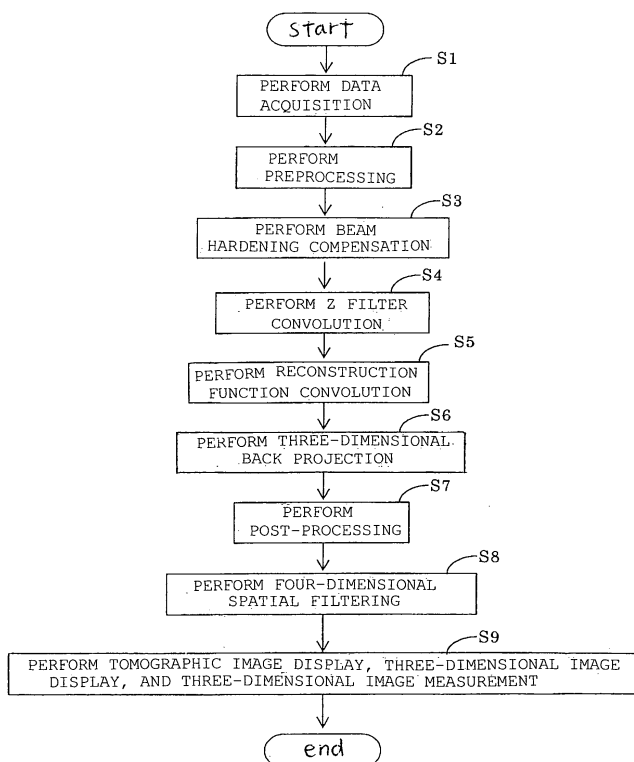 start
S1
PERFORM DATA
ACQUISITION
S2
PERFORM
PREPROCESSING
S3
PERFORM BEAM
HARDENING COMPENSATION
S4
PERFORM Z FILTER
CONVOLUTION
S5
PERFORM RECONSTRUCTION
FUNCTION CONVOLUTION
S6
PERFORM THREE-DIMENSIONAL
BACK PROJECTION
S7
PERFORM
POST-PROCESSING
S8
PERFORM FOUR-DIMENSIONAL
SPATIAL FILTERING
S9
PERFORM TOMOGRAPHIC IMAGE DISPLAY, THREE-DIMENSIONAL IMAGE
DISPLAY, AND THREE-DIMENSIONAL IMAGE MEASUREMENT
end